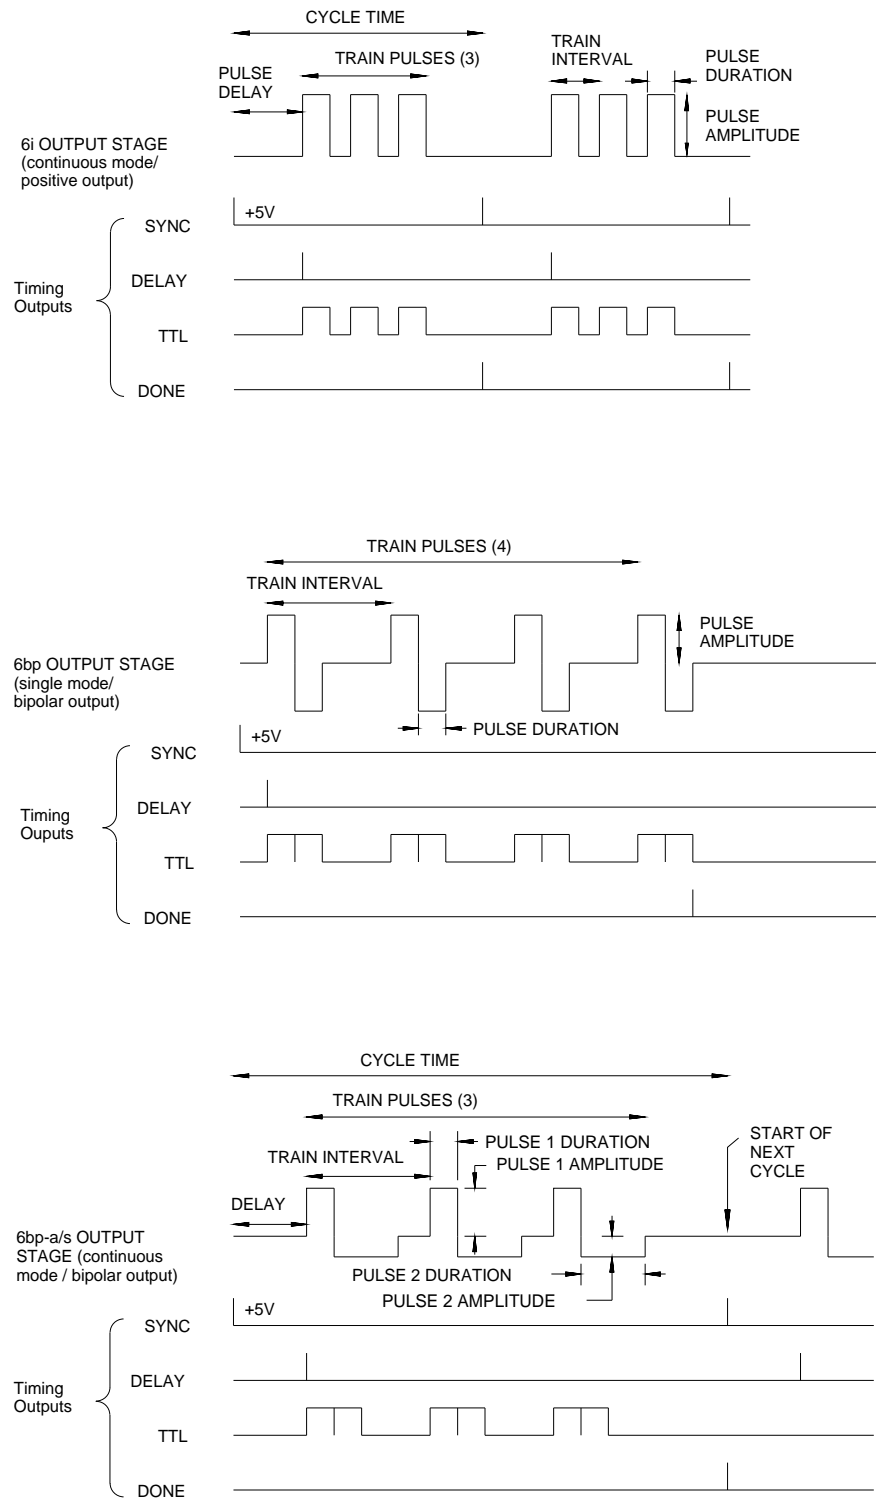 CYCLE TIME
TRAIN PULSES (3)
PULSE
DELAY
TRAIN
INTERVAL
PULSE
DURATION
PULSE
AMPLITUDE
6i OUTPUT STAGE
(continuous mode/
positive output)
+5V
SYNC
DELAY
Timing
Outputs
TTL
DONE
TRAIN PULSES (4)
TRAIN INTERVAL
PULSE
AMPLITUDE
6bp OUTPUT STAGE
(single mode/
bipolar output)
PULSE DURATION
+5V
SYNC
DELAY
Timing
Ouputs
TTL
DONE
CYCLE TIME
TRAIN PULSES (3)
START OF
NEXT
CYCLE
PULSE 1 DURATION
TRAIN INTERVAL
PULSE 1 AMPLITUDE
DELAY
6bp-a/s OUTPUT
STAGE (continuous
mode / bipolar output)
PULSE 2 DURATION
PULSE 2 AMPLITUDE
+5V
SYNC
DELAY
Timing
Outputs
TTL
DONE